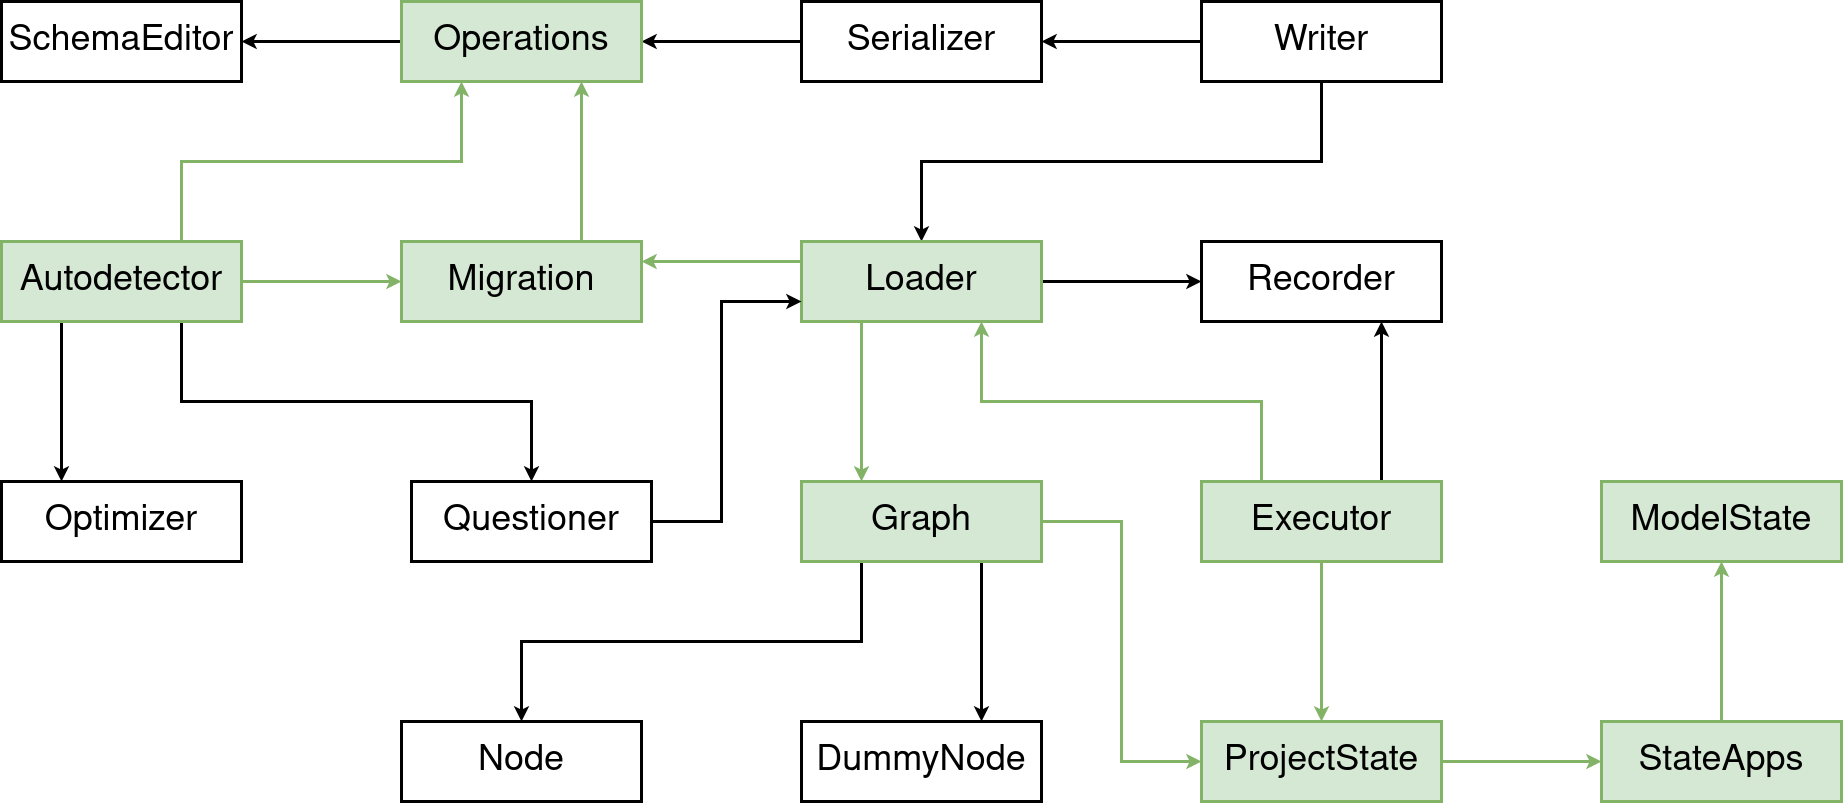 SchemaEditor
Operations
Serializer
Writer
Autodetector
Migration
Loader
Recorder
Optimizer
Questioner
Graph
Executor
ModelState
Node
DummyNode
ProjectState
StateApps